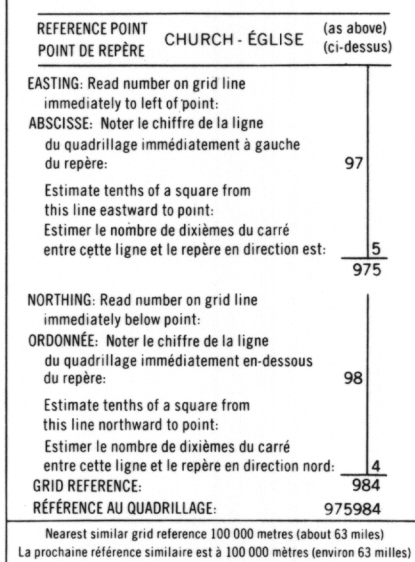 REFERENCE POINT
POINT DE REPÈRE
CHURCH - ÉGLISE
(as above)
(ci-dessus)
EASTING: Read number on grid line
immediately to left of point:
ABSCISSE: Noter le chiffre de la ligne
du quadrillage immédiatement à gauche
du repère: 97
Estimate tenths of a square from
this line eastward to point:
Estimer le nombre de dixièmes du carré
entre cette ligne et le repère en direction est: 5
975
NORTHING: Read number on grid line
immediately below point:
ORDONNÉE: Noter le chiffre de la ligne
du quadrillage immédiatement en-dessous
du repère: 98
Estimate tenths of a square from
this line northward to point:
Estimer le nombre de dixièmes du carré
entre cette ligne et le repère en direction nord: 4
GRID REFERENCE: 984
RÉFÉRENCE AU QUADRILLAGE: 975984
Nearest similar grid reference 100 000 metres (about 63 miles)
La prochaine référence similaire est à 100 000 mètres (environ 63 milles)